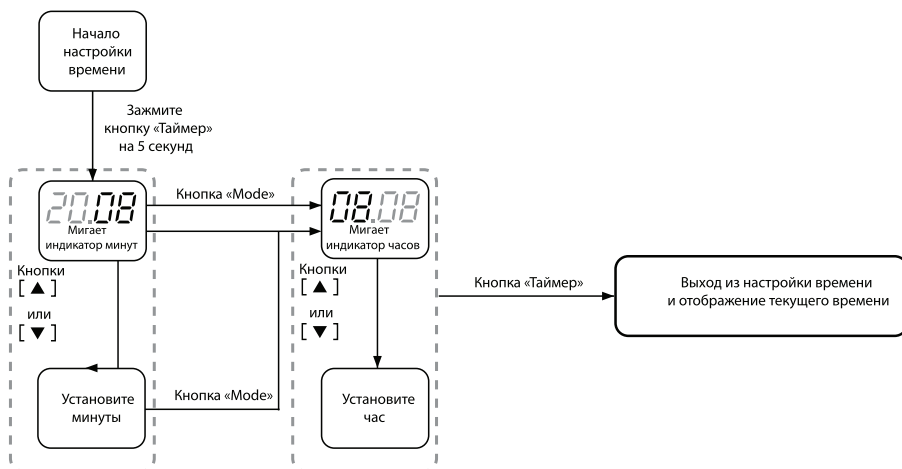 Начало
настройки
времени
Зажмите
кнопку «Таймер»
на 5 секунд
20.08
Мигает
индикатор минут
Кнопка «Mode»
08.08
Мигает
индикатор часов
Кнопки
[▲]
или
[▼]
Кнопки
[▲]
или
[▼]
Кнопка «Таймер»
Выход из настройки времени
и отображение текущего времени
Установите
минуты
Кнопка «Mode»
Установите
час